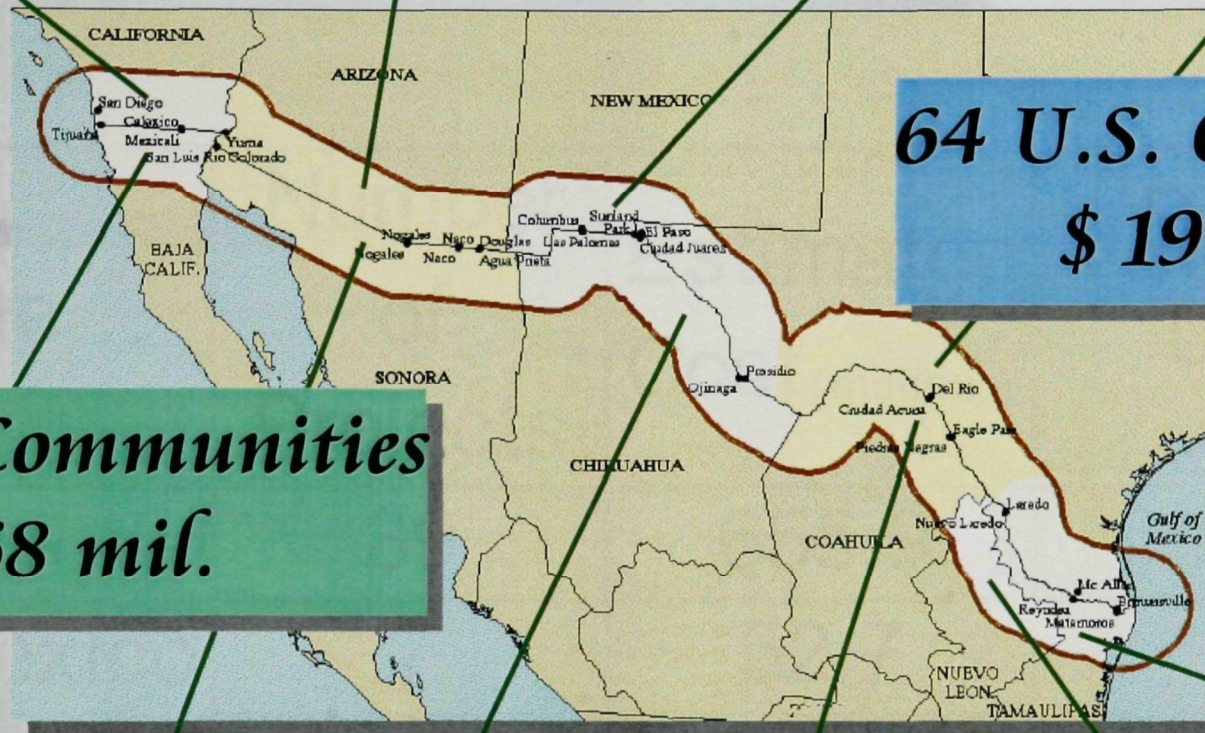 CALIFORNIA
ARIZONA
NEW MEXICO
San Diego
Tijuana
Calexico
Mexicali
Yuma
San Luis Rio Colorado
64 U.S.
$ 19
Columbus
Sunland
Park
El Paso
Las Palomas
Ciudad Juarez
Nogales
Naco
Douglas
Nogales
Naco
Agua Prieta
BAJA
CALIF.
SONORA
Presidio
Ojinaga
Del Rio
Ciudad Acuna
Eagle Pass
Piedras Negras
Communities
8 mil.
CHIHUAHUA
COAHUILA
Laredo
Nuevo Laredo
Gulf of
Mexico
Mc Allen
Brownsville
Reynosa
Matamoros
NUEVO
LEON
TAMAULIPAS